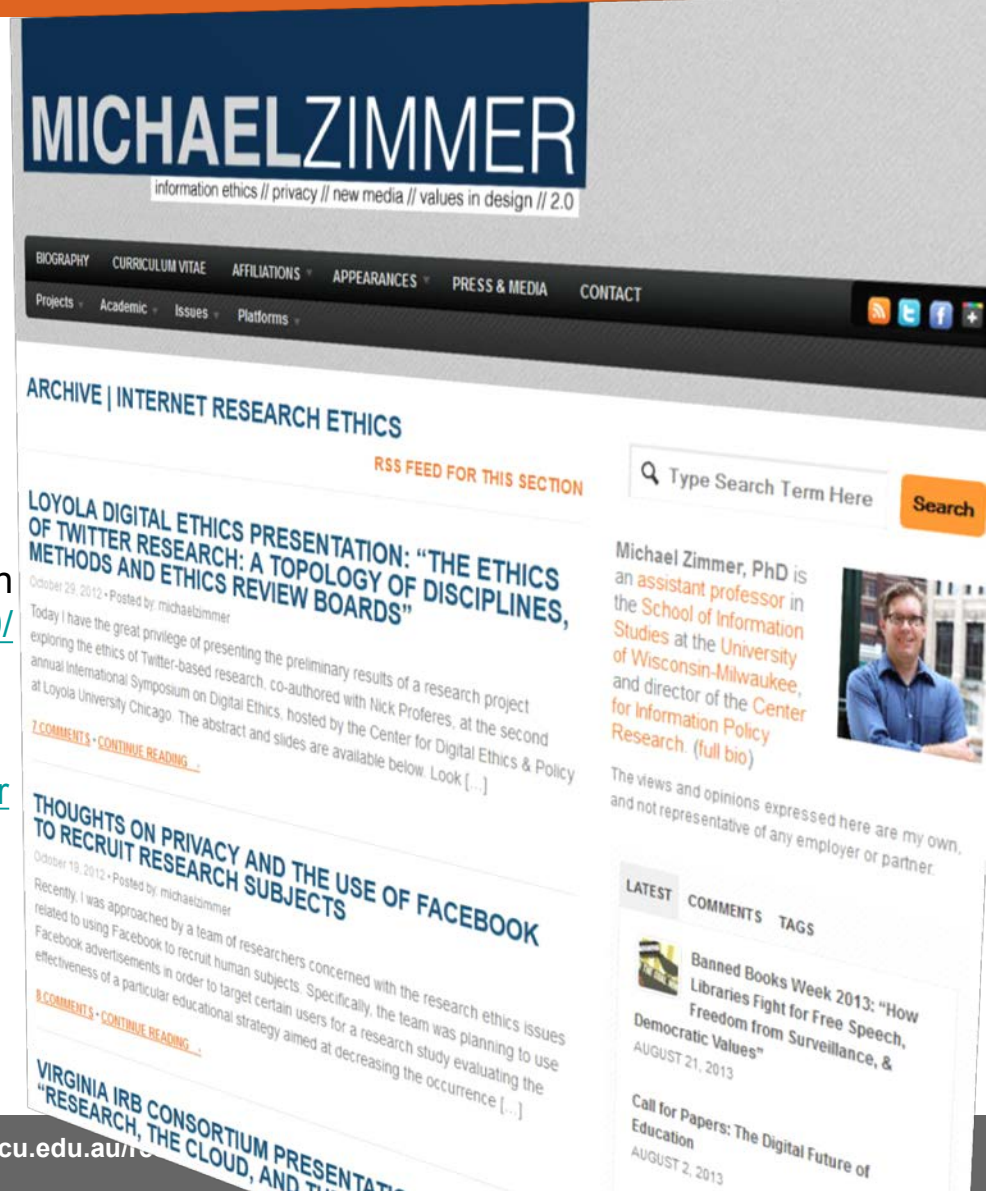 MICHAELZIMMER
information ethics // privacy // new media // values in design // 2.0
BIOGRAPHY CURRICULUM VITAE AFFILIATIONS APPEARANCES PRESS & MEDIA CONTACT
Projects Academic Issues Platforms
ARCHIVE | INTERNET RESEARCH ETHICS
RSS FEED FOR THIS SECTION
LOYOLA DIGITAL ETHICS PRESENTATION: “THE ETHICS
OF TWITTER RESEARCH: A TOPOLOGY OF DISCIPLINES,
METHODS AND ETHICS REVIEW BOARDS”
October 29, 2012 • Posted by: michaelzimmer
Today I have the great privilege of presenting the preliminary results of a research project
exploring the ethics of Twitter-based research, co-authored with Nick Proferes, at the second
annual International Symposium on Digital Ethics, hosted by the Center for Digital Ethics & Policy
at Loyola University Chicago. The abstract and slides are available below. Look [...]
7 COMMENTS • CONTINUE READING
THOUGHTS ON PRIVACY AND THE USE OF FACEBOOK
TO RECRUIT RESEARCH SUBJECTS
October 19, 2012 • Posted by: michaelzimmer
Recently, I was approached by a team of researchers concerned with the research ethics issues
related to using Facebook to recruit human subjects. Specifically, the team was planning to use
Facebook advertisements in order to target certain users for a research study evaluating the
effectiveness of a particular educational strategy aimed at decreasing the occurrence [...]
8 COMMENTS • CONTINUE READING
VIRGINIA IRB CONSORTIUM
“RESEARCH, THE CLOUD, AND
Type Search Term Here Search
Michael Zimmer, PhD is
an assistant professor in
the School of Information
Studies at the University
of Wisconsin-Milwaukee,
and director of the Center
for Information Policy
Research. (full bio)
The views and opinions expressed here are my own,
and not representative of any employer or partner.
LATEST COMMENTS TAGS
Banned Books Week 2013: “How
Libraries Fight for Free Speech,
Freedom from Surveillance, &
Democratic Values”
AUGUST 21, 2013
Call for Papers: The Digital Future of
Education
AUGUST 2, 2013
cu.edu.au/